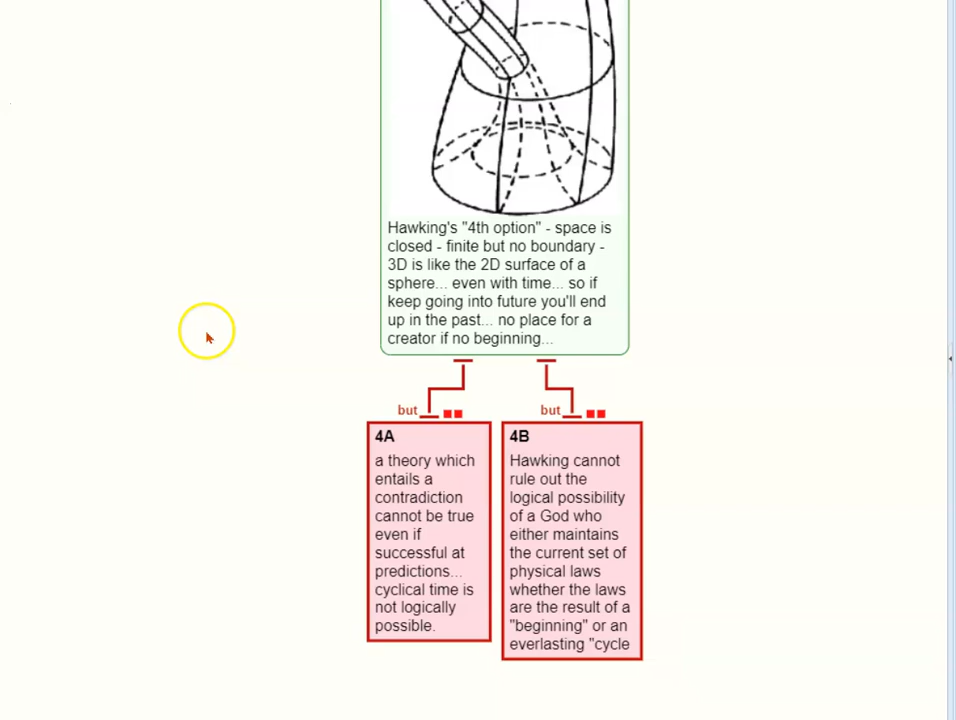 Hawking's "4th option" - space is
closed - finite but no boundary -
3D is like the 2D surface of a
sphere... even with time... so if
keep going into future you'll end
up in the past... no place for a
creator if no beginning...
but
but
4A
a theory which
entails a
contradiction
cannot be true
even if
successful at
predictions...
cyclical time is
not logically
possible.
4B
Hawking cannot
rule out the
logical possibility
of a God who
either maintains
the current set of
physical laws
whether the laws
are the result of a
"beginning" or an
everlasting "cycle